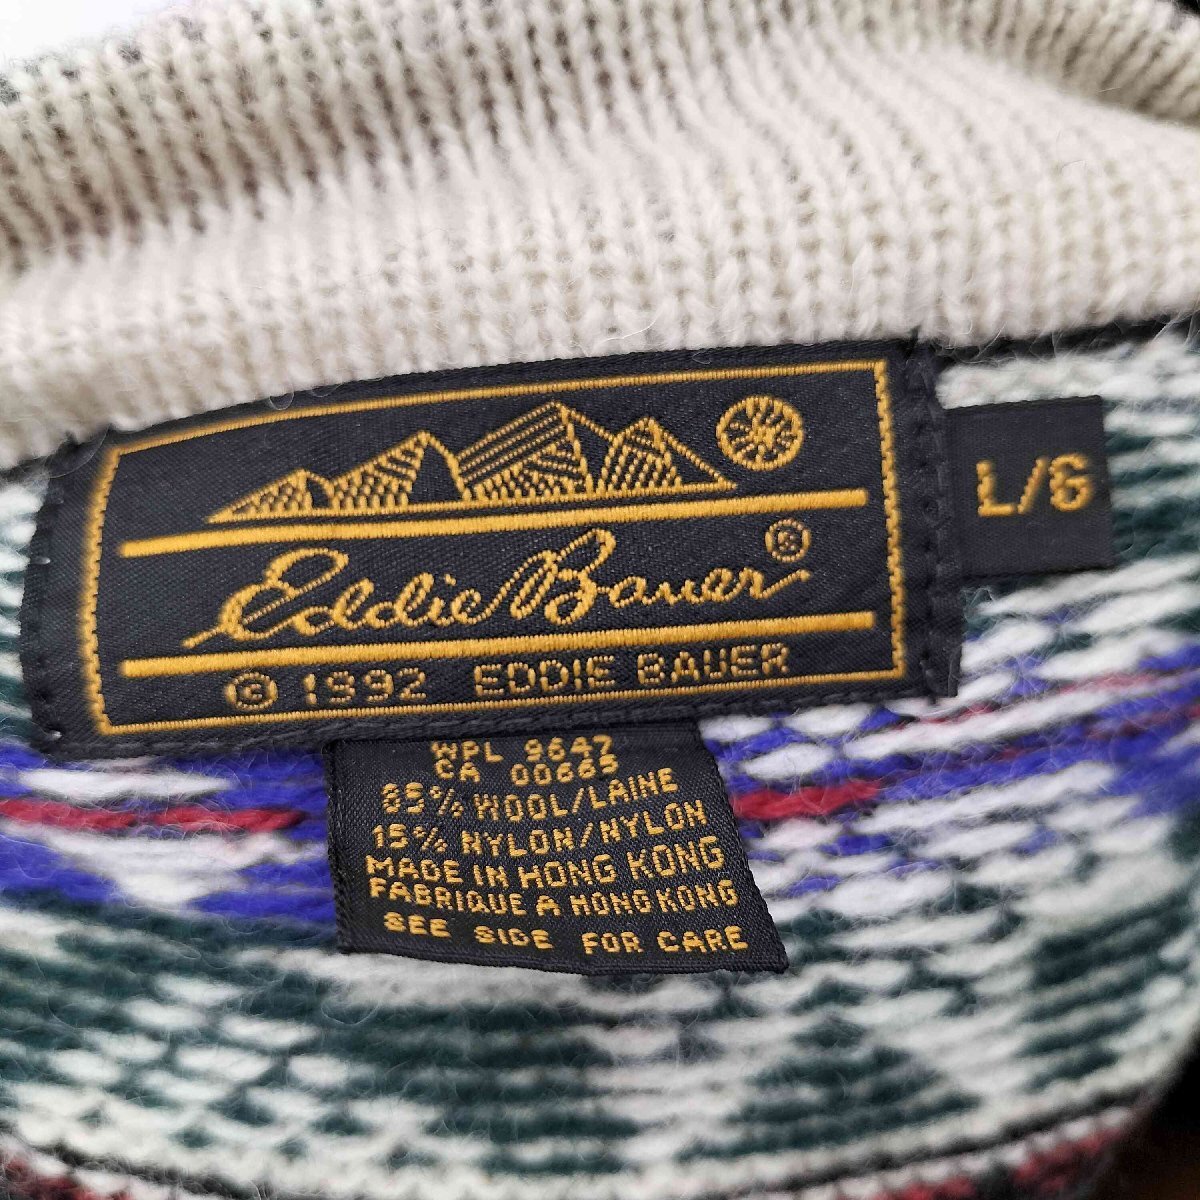 Eddie Bauer ®
© 1992 EDDIE BAUER
L/G
WPL 9647
CA 00665
85% WOOL/LAINE
15% NYLON/NYLON
MADE IN HONG KONG
FABRIQUE A HONG KONG
SEE SIDE FOR CARE